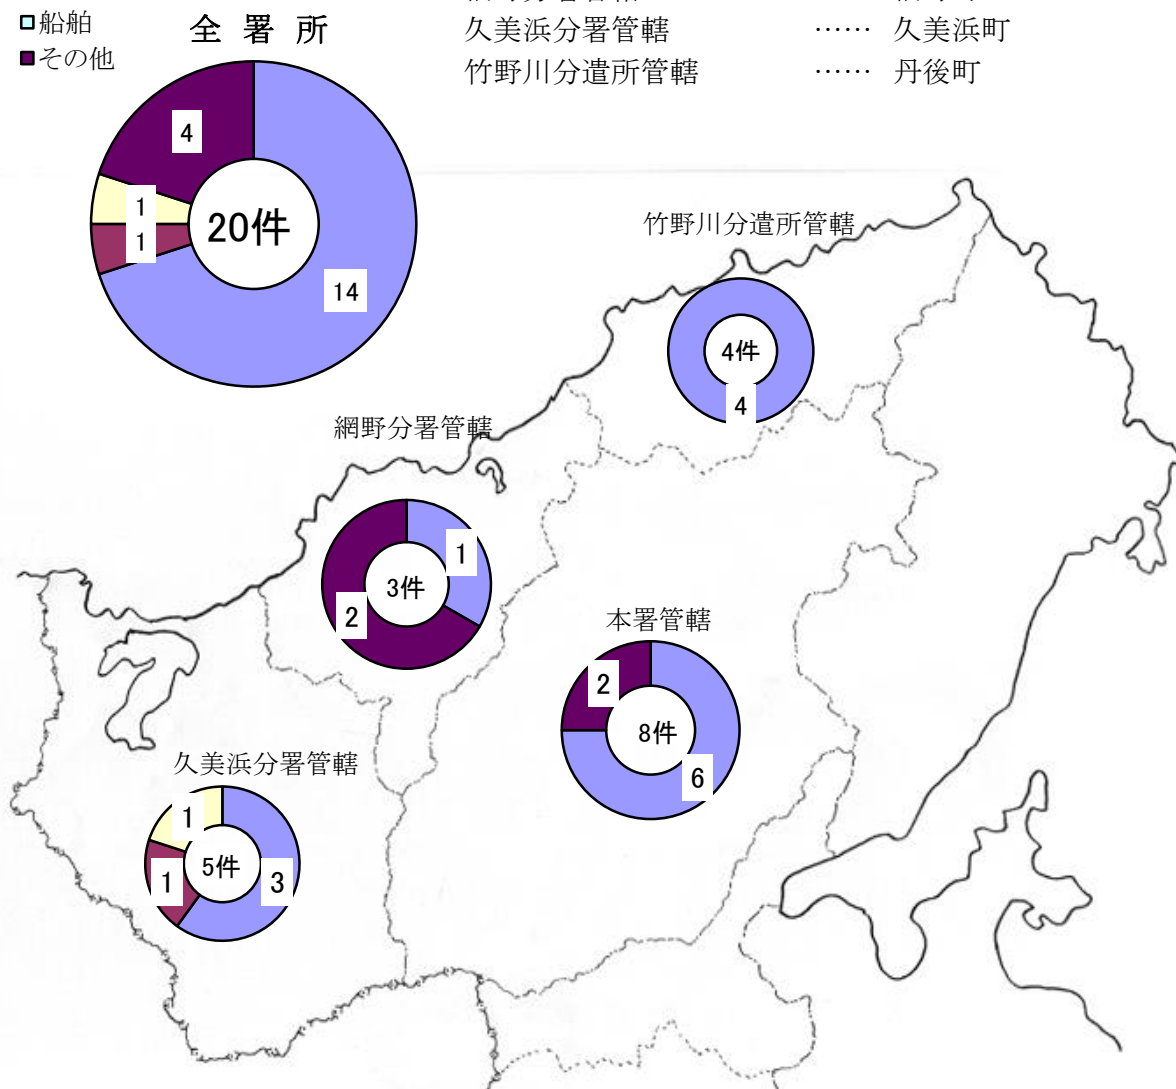 船舶
その他
全署所
久美浜分署管轄 …… 久美浜町
竹野川分遣所管轄 …… 丹後町
4
1
1
20件
14
竹野川分遣所管轄
4件
4
網野分署管轄
1
3件
2
本署管轄
2
8件
6
久美浜分署管轄
1
5件
1
3